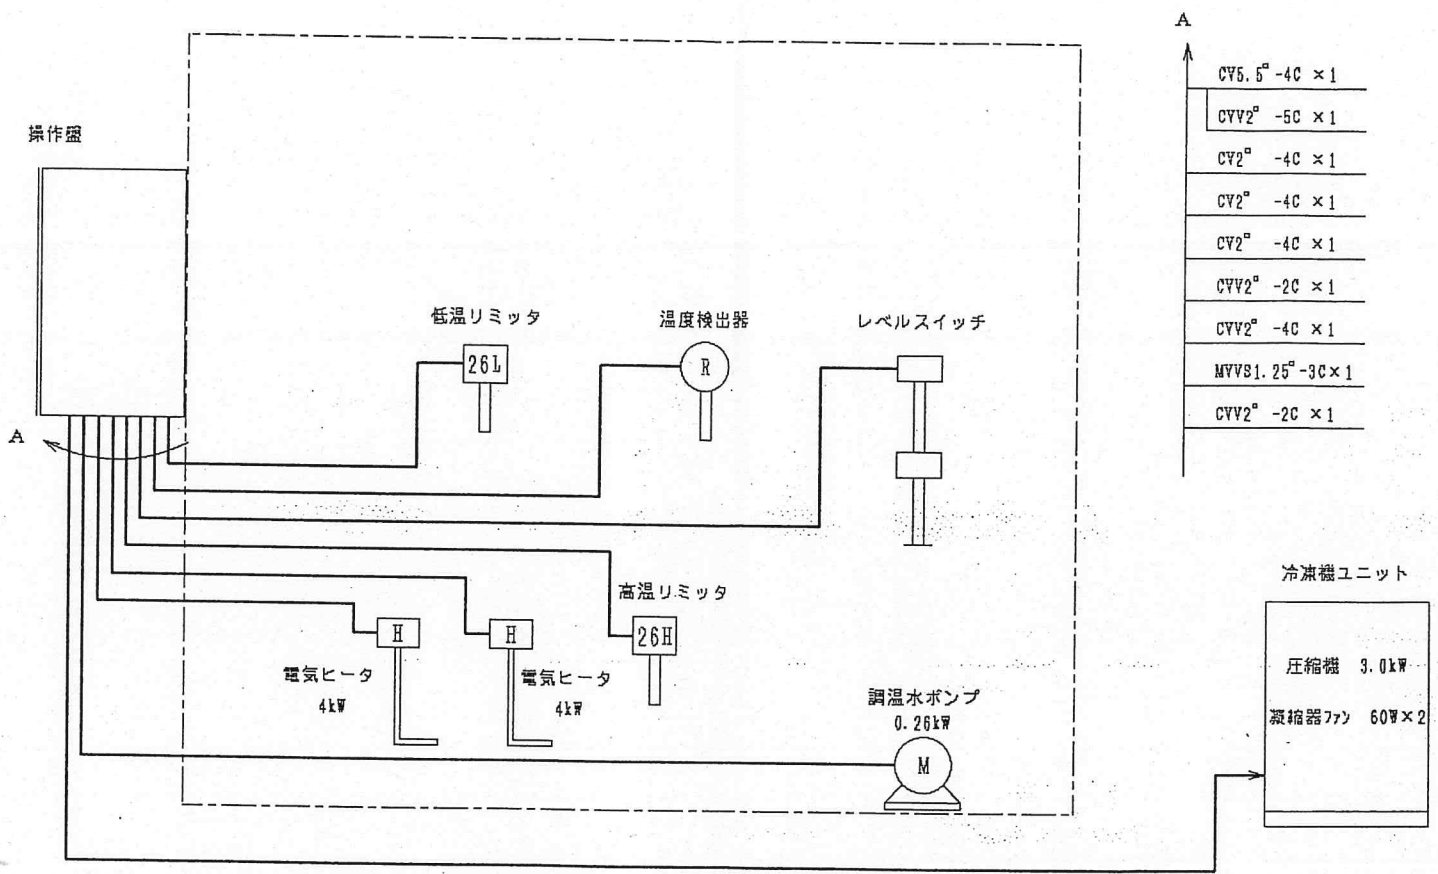 A
CV5.5□ -4C ×1
CVV2□ -5C ×1
CV2□ -4C ×1
CV2□ -4C ×1
CV2□ -4C ×1
CVV2□ -2C ×1
CVV2□ -4C ×1
MVVS1.25□-3C×1
CVV2□ -2C ×1
操作盤
A
低温リミッタ
26L
温度検出器
R
レベルスイッチ
高温リミッタ
26H
H
電気ヒータ
4kW
H
電気ヒータ
4kW
調温水ポンプ
0.26kW
M
冷凍機ユニット
圧縮機 3.0kW
凝縮器ファン 60W×2